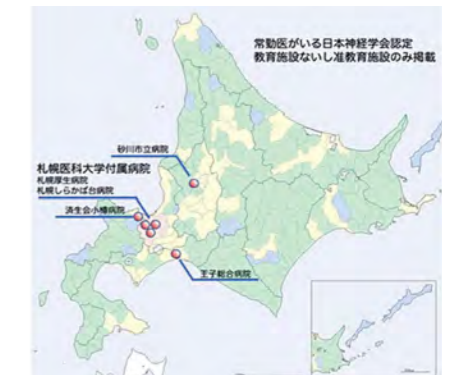 常勤医がいる日本神経学会認定
教育施設ないし准教育施設のみ掲載
砂川市立病院
札幌医科大学付属病院
札幌厚生病院
札幌しらかば台病院
済生会小樽病院
王子総合病院